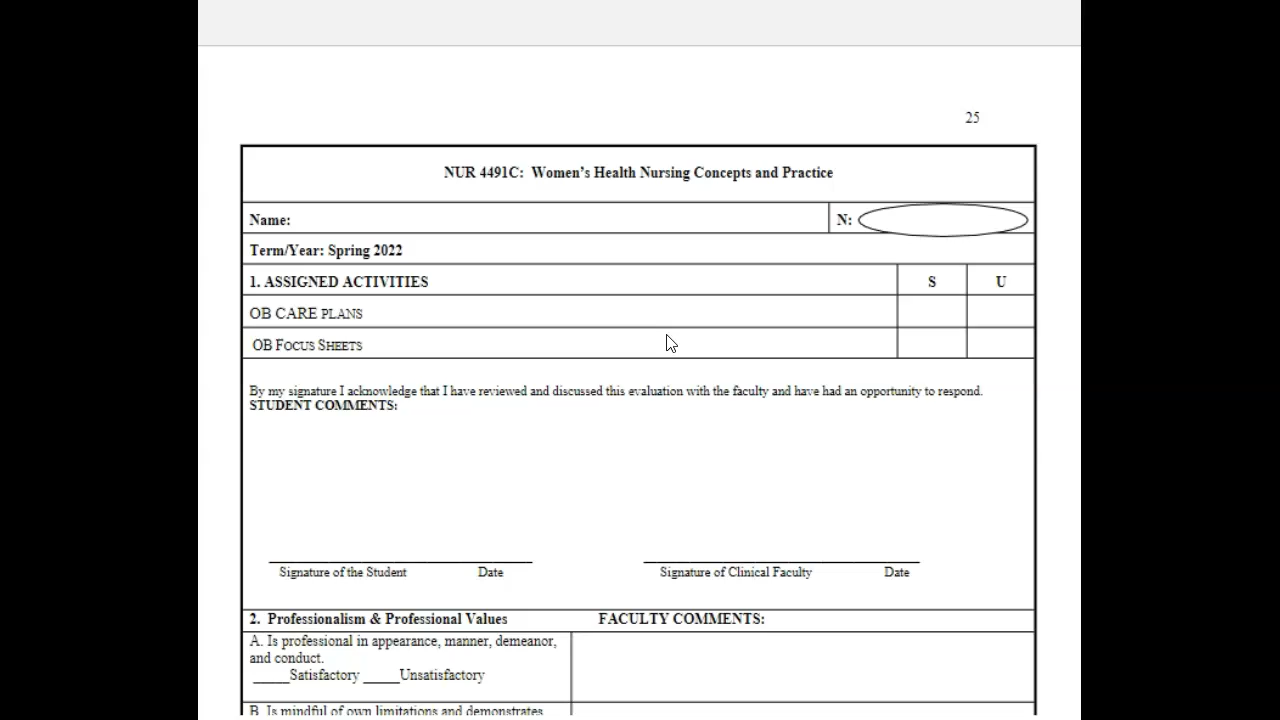 25
NUR 4491C: Women's Health Nursing Concepts and Practice
Name:
N:
Term/Year: Spring 2022
1. ASSIGNED ACTIVITIES
S
U
OB CARE PLANS
OB FOCUS SHEETS
By my signature I acknowledge that I have reviewed and discussed this evaluation with the faculty and have had an opportunity to respond.
STUDENT COMMENTS:
Signature of the Student Date
Signature of Clinical Faculty Date
2. Professionalism & Professional Values
FACULTY COMMENTS:
A. Is professional in appearance, manner, demeanor,
and conduct.
_____Satisfactory _____Unsatisfactory
B. Is mindful of own limitations and demonstrates